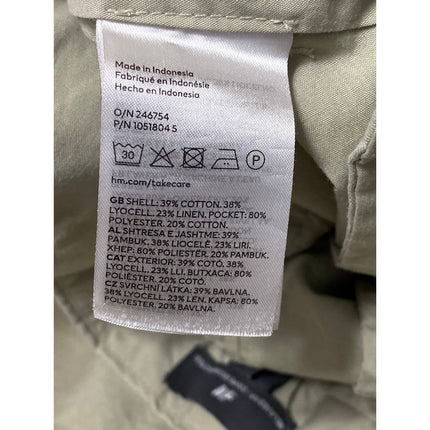 Made in Indonesia
Fabriqué en Indonésie
Hecho en Indonesia
O/N 246754
P/N 1051804 5
30
P
hm.com/takecare
GB SHELL: 39% COTTON. 38%
LYOCELL. 23% LINEN. POCKET: 80%
POLYESTER. 20% COTTON.
AL SHTRESA E JASHTME: 39%
PAMBUK. 38% LIOCELË. 23% LIRI.
XHEP: 80% POLIESTER. 20% PAMBUK.
CAT EXTERIOR: 39% COTÓ. 38%
LYOCELL. 23% LLI. BUTXACA: 80%
POLIÈSTER. 20% COTÓ.
CZ SVRCHNÍ LÁTKA: 39% BAVLNA.
38% LYOCELL. 23% LEN. KAPSA: 80%
POLYESTER. 20% BAVLNA.